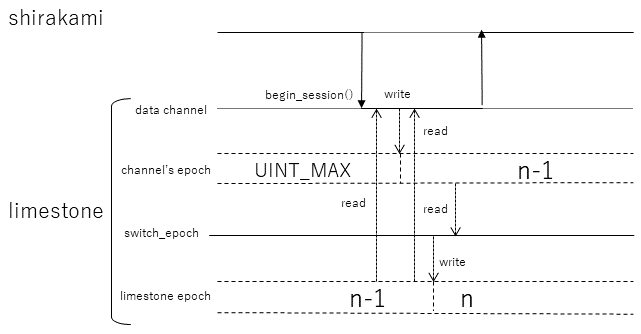 shirakami
begin_session()
write
data channel
read
channel's epoch
UINT_MAX
n-1
limestone
read
read
switch_epoch
write
limestone epoch
n-1
n